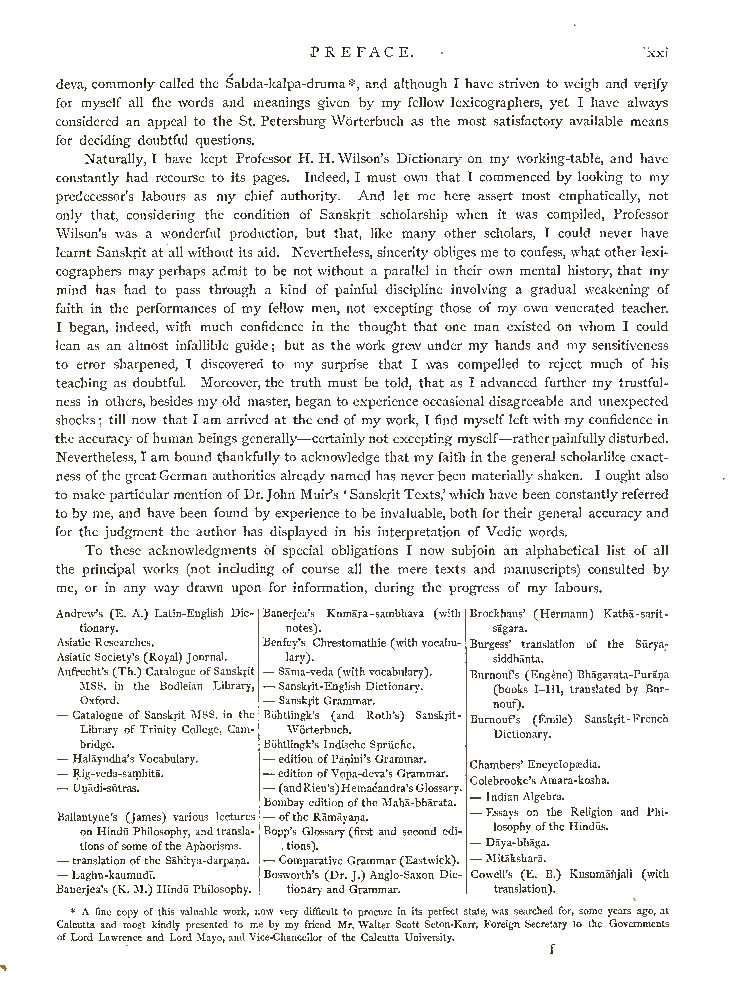 PREFACE. xxi
deva, commonly called the Śabda-kalpa-druma*, and although I have striven to weigh and verify
for myself all the words and meanings given by my fellow lexicographers, yet I have always
considered an appeal to the St. Petersburg Wörterbuch as the most satisfactory available means
for deciding doubtful questions.
Naturally, I have kept Professor H. H. Wilson's Dictionary on my working-table, and have
constantly had recourse to its pages. Indeed, I must own that I commenced by looking to my
predecessor's labours as my chief authority. And let me here assert most emphatically, not
only that, considering the condition of Sanskṛit scholarship when it was compiled, Professor
Wilson's was a wonderful production, but that, like many other scholars, I could never have
learnt Sanskṛit at all without its aid. Nevertheless, sincerity obliges me to confess, what other lexi-
cographers may perhaps admit to be not without a parallel in their own mental history, that my
mind has had to pass through a kind of painful discipline involving a gradual weakening of
faith in the performances of my fellow men, not excepting those of my own venerated teacher.
I began, indeed, with much confidence in the thought that one man existed on whom I could
lean as an almost infallible guide; but as the work grew under my hands and my sensitiveness
to error sharpened, I discovered to my surprise that I was compelled to reject much of his
teaching as doubtful. Moreover, the truth must be told, that as I advanced further my trustful-
ness in others, besides my old master, began to experience occasional disagreeable and unexpected
shocks; till now that I am arrived at the end of my work, I find myself left with my confidence in
the accuracy of human beings generally—certainly not excepting myself—rather painfully disturbed.
Nevertheless, I am bound thankfully to acknowledge that my faith in the general scholarlike exact-
ness of the great German authorities already named has never been materially shaken. I ought also
to make particular mention of Dr. John Muir's 'Sanskṛit Texts,' which have been constantly referred
to by me, and have been found by experience to be invaluable, both for their general accuracy and
for the judgment the author has displayed in his interpretation of Vedic words.
To these acknowledgments of special obligations I now subjoin an alphabetical list of all
the principal works (not including of course all the mere texts and manuscripts) consulted by
me, or in any way drawn upon for information, during the progress of my labours.
Andrew's (E. A.) Latin-English Dic-
tionary.
Asiatic Researches.
Asiatic Society's (Royal) Journal.
Aufrecht's (Th.) Catalogue of Sanskṛit
MSS. in the Bodleian Library,
Oxford.
— Catalogue of Sanskṛit MSS. in the
Library of Trinity College, Cam-
bridge.
— Halāyudha's Vocabulary.
— Ṛig-veda-saṃhitā.
— Uṇādi-sūtras.
Ballantyne's (James) various lectures
on Hindū Philosophy, and transla-
tions of some of the Aphorisms.
— translation of the Sāhitya-darpaṇa.
— Laghu-kaumudī.
Banerjea's (K. M.) Hindū Philosophy.
Banerjea's Kumāra-sambhava (with
notes).
Benfey's Chrestomathie (with vocabu-
lary).
— Sāma-veda (with vocabulary).
— Sanskṛit-English Dictionary.
— Sanskṛit Grammar.
Böhtlingk's (and Roth's) Sanskṛit-
Wörterbuch.
Böhtlingk's Indische Sprüche.
— edition of Pāṇini's Grammar.
— edition of Vopa-deva's Grammar.
— (and Rieu's) Hemaćandra's Glossary.
Bombay edition of the Mahā-bhārata.
— of the Rāmāyaṇa.
Bopp's Glossary (first and second edi-
tions).
— Comparative Grammar (Eastwick).
Bosworth's (Dr. J.) Anglo-Saxon Dic-
tionary and Grammar.
Brockhaus' (Hermann) Kathā-sarit-
sāgara.
Burgess' translation of the Sūrya-
siddhānta.
Burnouf's (Eugène) Bhāgavata-Purāṇa
(books I–III, translated by Bur-
nouf).
Burnouf's (Émile) Sanskṛit-French
Dictionary.
Chambers' Encyclopædia.
Colebrooke's Amara-kosha.
— Indian Algebra.
— Essays on the Religion and Phi-
losophy of the Hindūs.
— Dāya-bhāga.
— Mitāksharā.
Cowell's (E. B.) Kusumāñjali (with
translation).
* A fine copy of this valuable work, now very difficult to procure in its perfect state, was searched for, some years ago, at
Calcutta and most kindly presented to me by my friend Mr. Walter Scott Seton-Karr, Foreign Secretary to the Governments
of Lord Lawrence and Lord Mayo, and Vice-Chancellor of the Calcutta University.
f